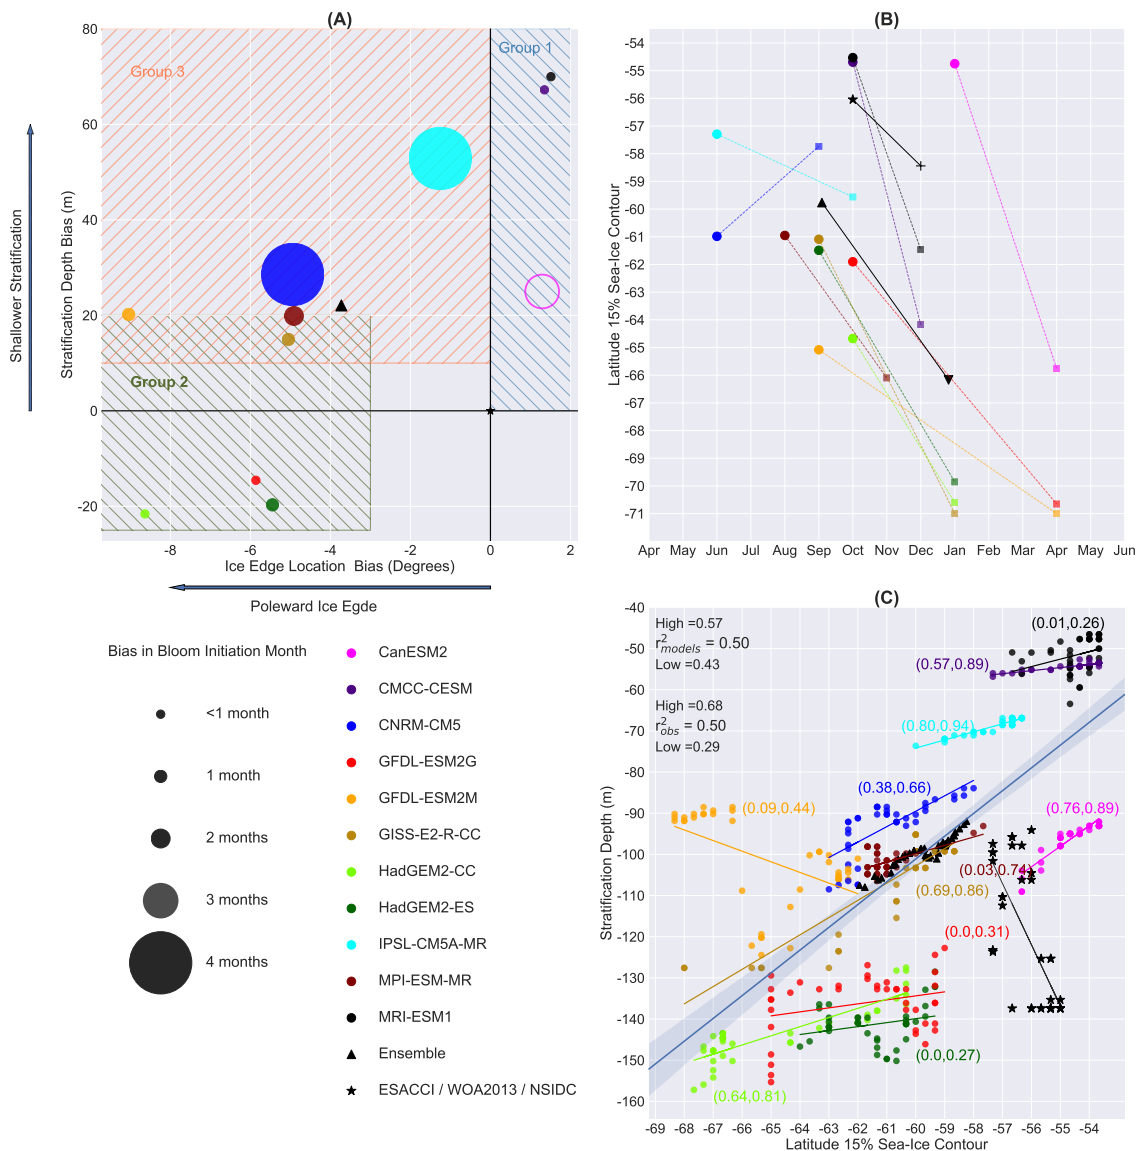 (A)
80
60
40
20
0
-20
-8
-6
-4
-2
0
2
Group 3
Group 1
Group 2
Shallower Stratification
Stratification Depth Bias (m)
Ice Edge Location Bias (Degrees)
Poleward Ice Egde
(B)
-54
-55
-56
-57
-58
-59
-60
-61
-62
-63
-64
-65
-66
-67
-68
-69
-70
-71
Latitude 15% Sea-Ice Contour
Apr May Jun Jul Aug Sep Oct Nov Dec Jan Feb Mar Apr May Jun
Bias in Bloom Initiation Month
<1 month
1 month
2 months
3 months
4 months
CanESM2
CMCC-CESM
CNRM-CM5
GFDL-ESM2G
GFDL-ESM2M
GISS-E2-R-CC
HadGEM2-CC
HadGEM2-ES
IPSL-CM5A-MR
MPI-ESM-MR
MRI-ESM1
Ensemble
ESACCI / WOA2013 / NSIDC
(C)
-40
-50
-60
-70
-80
-90
-100
-110
-120
-130
-140
-150
-160
Stratification Depth (m)
High =0.57
r²models = 0.50
Low =0.43
High =0.68
r²obs = 0.50
Low =0.29
(0.01,0.26)
(0.57,0.89)
(0.80,0.94)
(0.38,0.66)
(0.09,0.44)
(0.76,0.89)
(0.03,0.74)
(0.69,0.86)
(0.0,0.31)
(0.0,0.27)
(0.64,0.81)
-69 -68 -67 -66 -65 -64 -63 -62 -61 -60 -59 -58 -57 -56 -55 -54
Latitude 15% Sea-Ice Contour